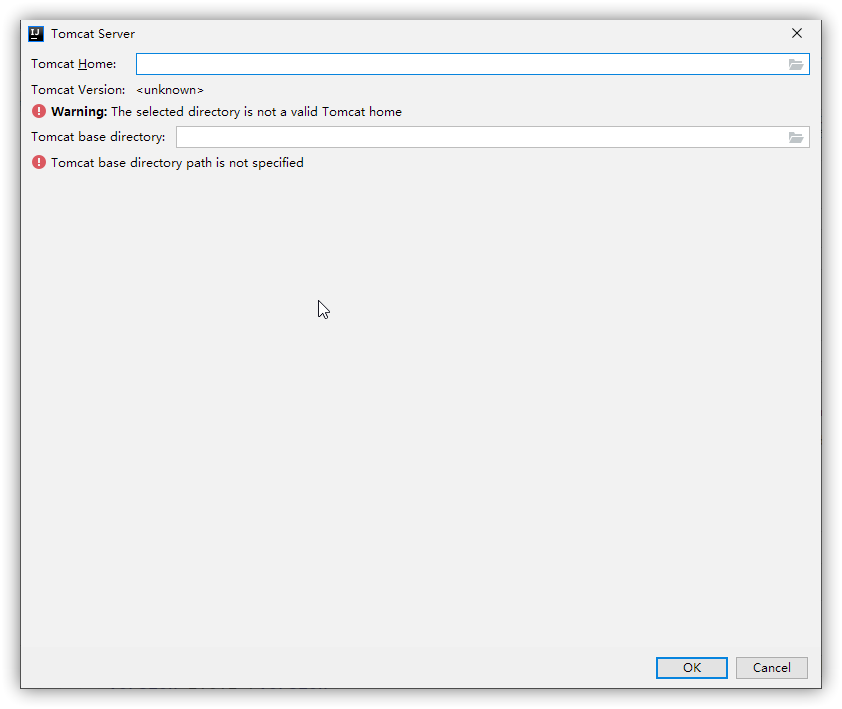 IJ Tomcat Server
Tomcat Home:
Tomcat Version: <unknown>
Warning: The selected directory is not a valid Tomcat home
Tomcat base directory:
Tomcat base directory path is not specified
OK Cancel